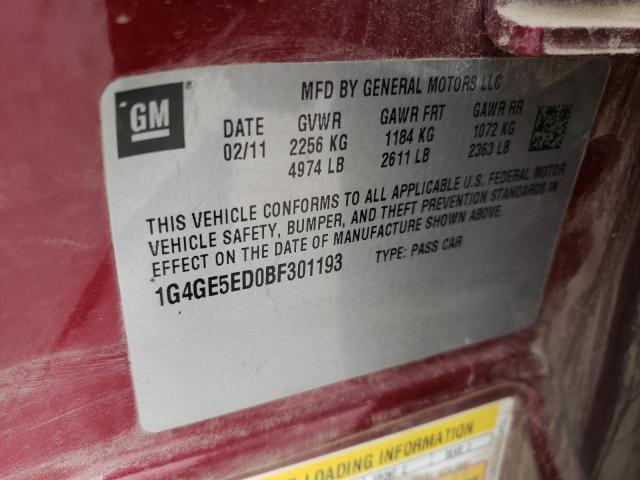 GM
MFD BY GENERAL MOTORS LLC
DATE GVWR GAWR FRT GAWR RR
02/11 2256 KG 1184 KG 1072 KG
4974 LB 2611 LB 2363 LB
THIS VEHICLE CONFORMS TO ALL APPLICABLE U.S. FEDERAL MOTOR
VEHICLE SAFETY, BUMPER, AND THEFT PREVENTION STANDARDS IN
EFFECT ON THE DATE OF MANUFACTURE SHOWN ABOVE.
1G4GE5ED0BF301193 TYPE: PASS CAR
LOADING INFORMATION